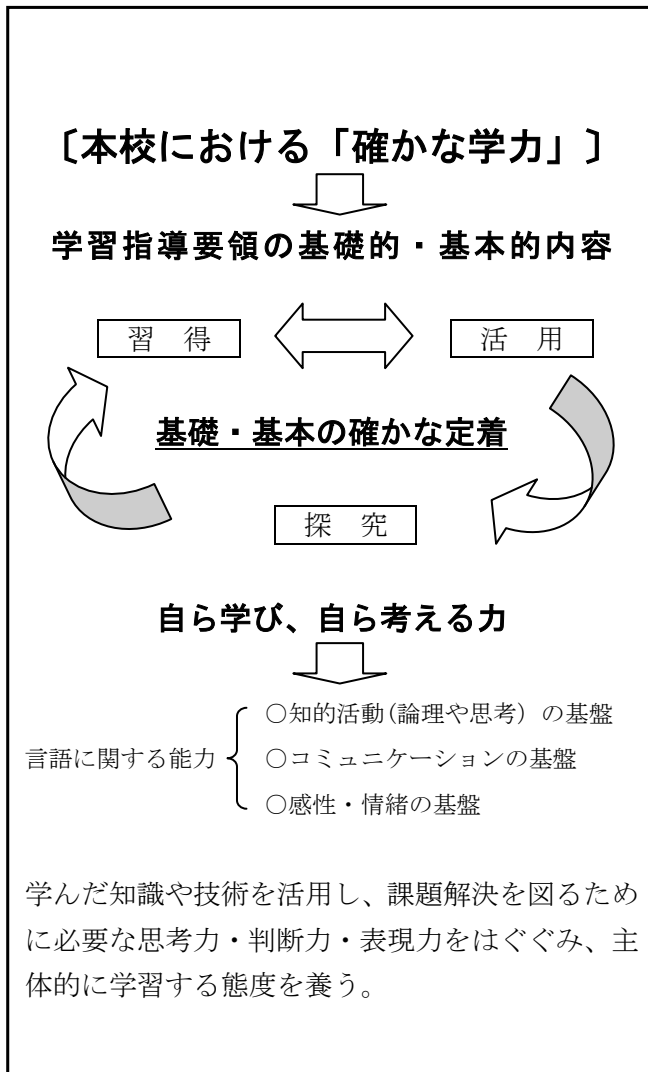 〔本校における「確かな学力」〕
学習指導要領の基礎的・基本的内容
習 得
活 用
基礎・基本の確かな定着
探 究
自ら学び、自ら考える力
言語に関する能力
○知的活動(論理や思考) の基盤
○コミュニケーションの基盤
○感性・情緒の基盤
学んだ知識や技術を活用し、課題解決を図るため
に必要な思考力・判断力・表現力をはぐくみ、主
体的に学習する態度を養う。